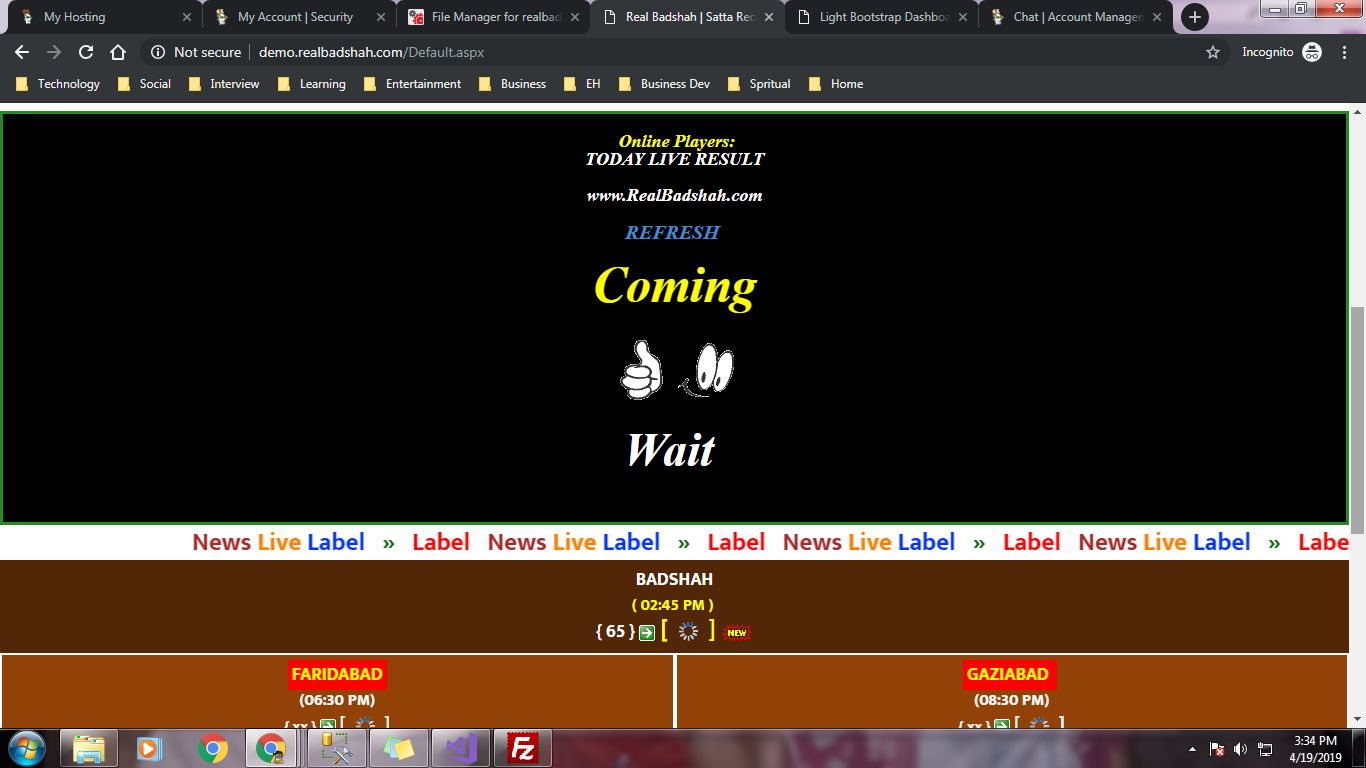 My Hosting
My Account | Security
File Manager for realbad
Real Badshah | Satta Rec
Light Bootstrap Dashboa
Chat | Account Managem
Not secure | demo.realbadshah.com/Default.aspx
Incognito
Technology Social Interview Learning Entertainment Business EH Business Dev Spritual Home
Online Players:
TODAY LIVE RESULT
www.RealBadshah.com
REFRESH
Coming
Wait
News Live Label » Label News Live Label » Label News Live Label » Label News Live Label » Labe
BADSHAH
( 02:45 PM )
{ 65 } [ ] NEW
FARIDABAD
(06:30 PM)
{ xx } [ ]
GAZIABAD
(08:30 PM)
{ xx } [ ]
3:34 PM
4/19/2019